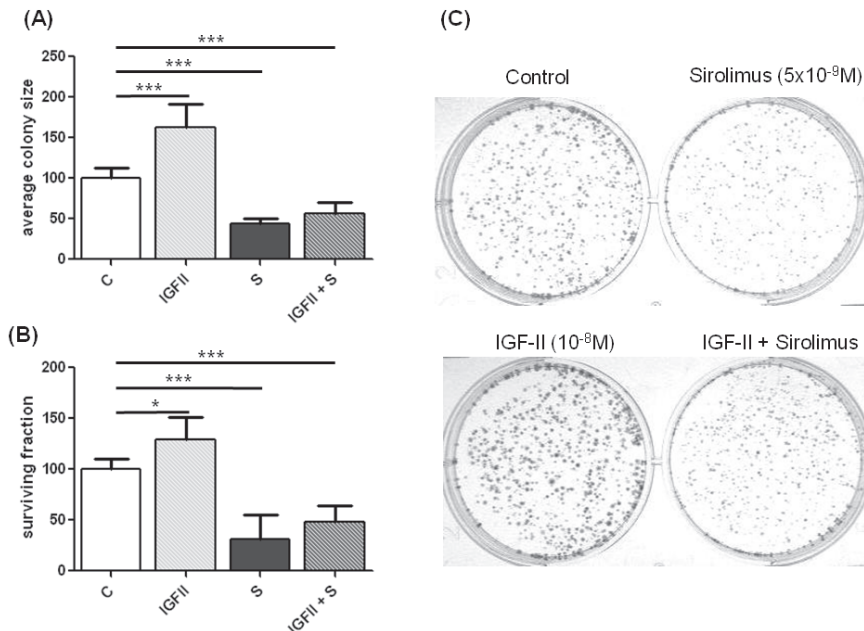 (A)
***
***
***
average colony size
250
200
150
100
50
0
C
IGFII
S
IGFII + S
(B)
***
***
*
surviving fraction
200
150
100
50
0
C
IGFII
S
IGFII + S
(C)
Control
Sirolimus (5x10⁻⁹M)
IGF-II (10⁻⁸M)
IGF-II + Sirolimus